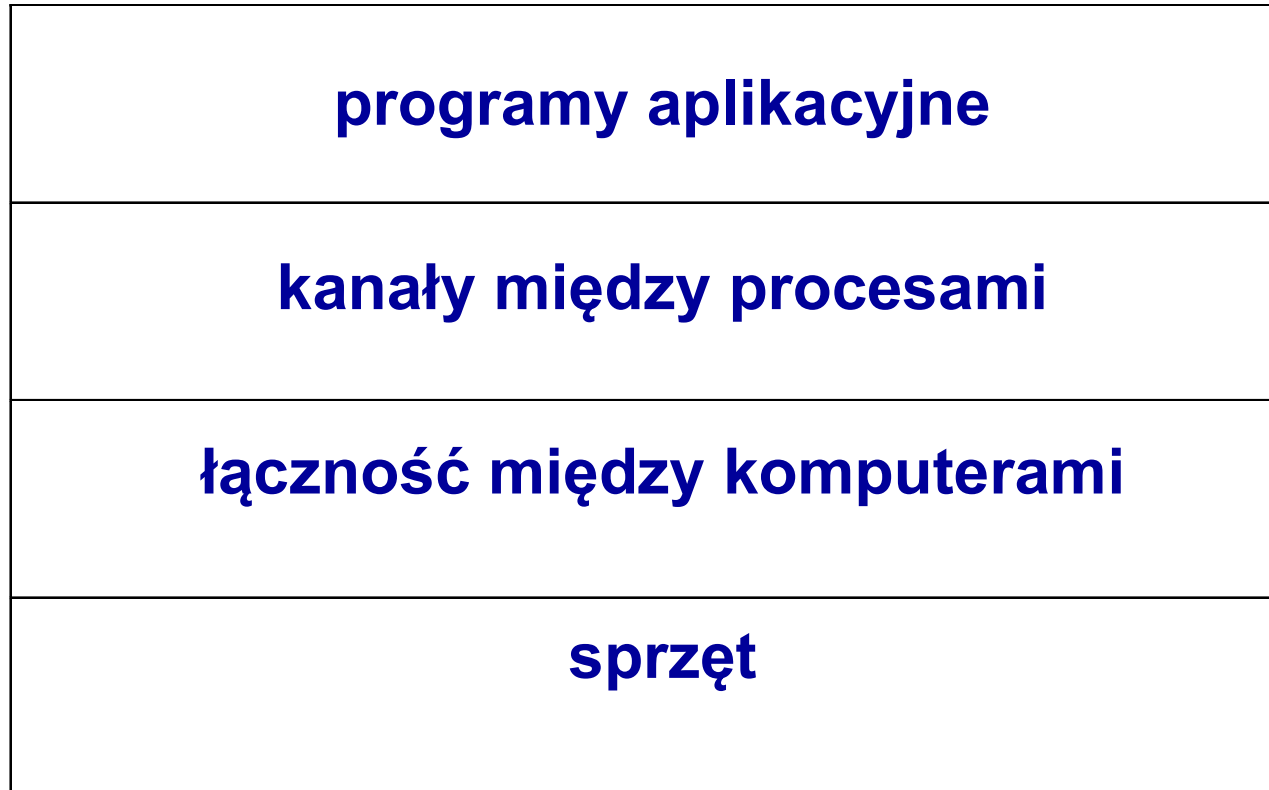 programy aplikacyjne
kanały między procesami
łączność między komputerami
sprzęt